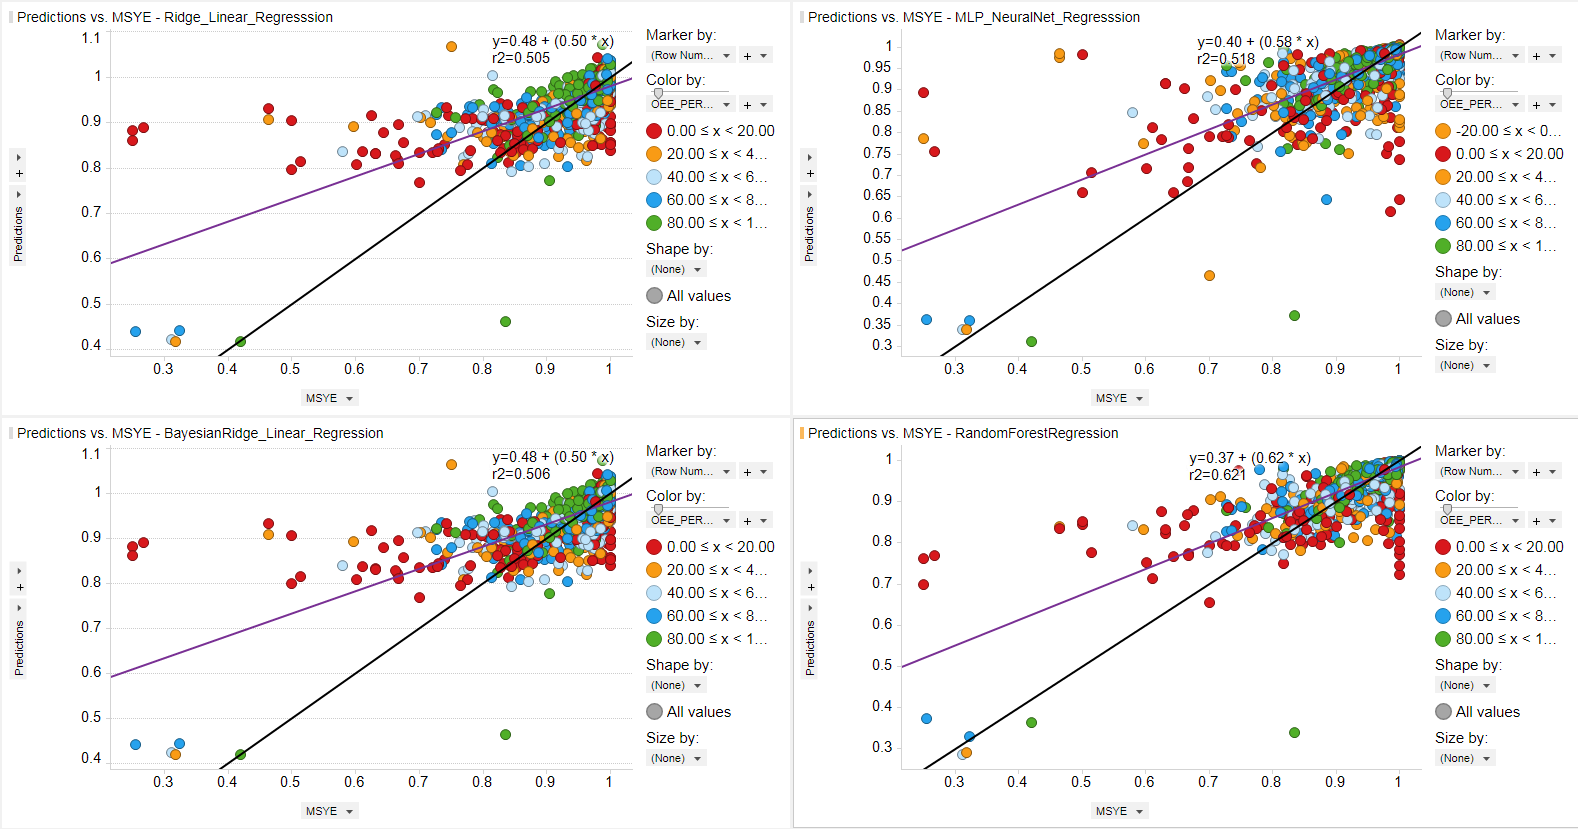 Predictions vs. MSYE - Ridge_Linear_Regresssion
y=0.48 + (0.50 * x)
r2=0.505
1.1
1
0.9
0.8
0.7
0.6
0.5
0.4
0.3 0.4 0.5 0.6 0.7 0.8 0.9 1
Predictions
+
MSYE
Marker by:
(Row Num... +
Color by:
OEE_PER... +
0.00 ≤ x < 20.00
20.00 ≤ x < 4...
40.00 ≤ x < 6...
60.00 ≤ x < 8...
80.00 ≤ x < 1...
Shape by:
(None)
All values
Size by:
(None)
Predictions vs. MSYE - MLP_NeuralNet_Regresssion
y=0.40 + (0.58 * x)
r2=0.518
1
0.95
0.9
0.85
0.8
0.75
0.7
0.65
0.6
0.55
0.5
0.45
0.4
0.35
0.3
0.3 0.4 0.5 0.6 0.7 0.8 0.9 1
Predictions
+
MSYE
Marker by:
(Row Num... +
Color by:
OEE_PER... +
-20.00 ≤ x < 0...
0.00 ≤ x < 20.00
20.00 ≤ x < 4...
40.00 ≤ x < 6...
60.00 ≤ x < 8...
80.00 ≤ x < 1...
Shape by:
(None)
All values
Size by:
(None)
Predictions vs. MSYE - BayesianRidge_Linear_Regression
y=0.48 + (0.50 * x)
r2=0.506
1.1
1
0.9
0.8
0.7
0.6
0.5
0.4
0.3 0.4 0.5 0.6 0.7 0.8 0.9 1
Predictions
+
MSYE
Marker by:
(Row Num... +
Color by:
OEE_PER... +
0.00 ≤ x < 20.00
20.00 ≤ x < 4...
40.00 ≤ x < 6...
60.00 ≤ x < 8...
80.00 ≤ x < 1...
Shape by:
(None)
All values
Size by:
(None)
Predictions vs. MSYE - RandomForestRegression
y=0.37 + (0.62 * x)
r2=0.621
1
0.9
0.8
0.7
0.6
0.5
0.4
0.3
0.3 0.4 0.5 0.6 0.7 0.8 0.9 1
Predictions
+
MSYE
Marker by:
(Row Num... +
Color by:
OEE_PER... +
0.00 ≤ x < 20.00
20.00 ≤ x < 4...
40.00 ≤ x < 6...
60.00 ≤ x < 8...
80.00 ≤ x < 1...
Shape by:
(None)
All values
Size by:
(None)